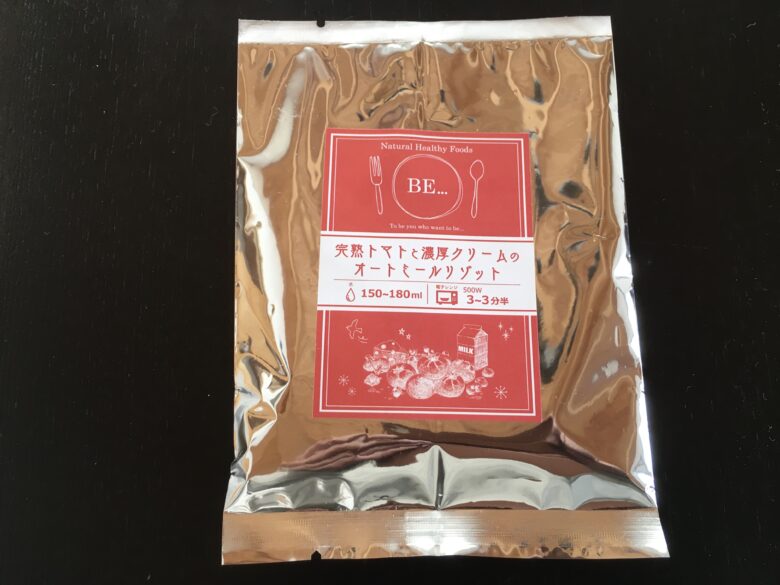 Natural Healthy Foods
BE...
To be you who want to be...
完熟トマトと濃厚クリームの
オートミールリゾット
水 150~180ml 電子レンジ 500W 3~3分半
MILK